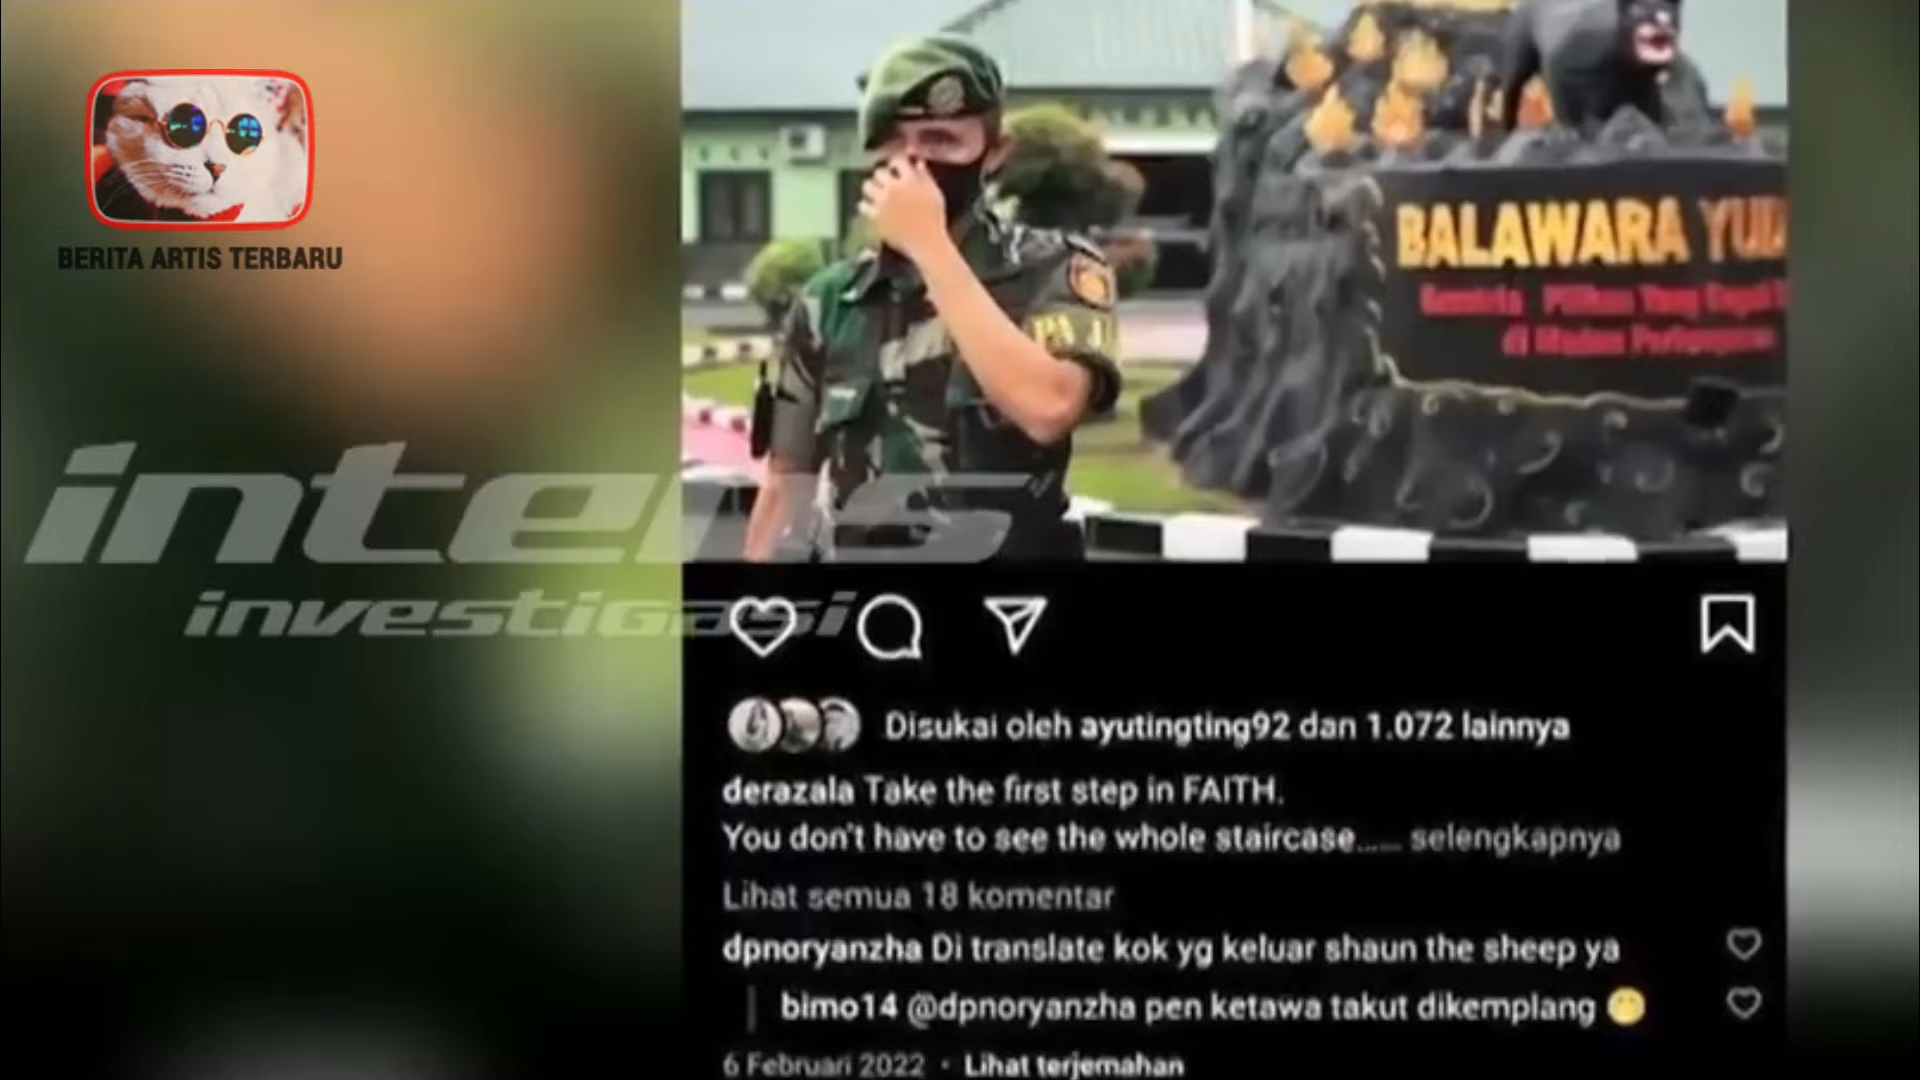 BERITA ARTIS TERBARU
PA J
BALAWARA
di
intens
investigasi
Disukai oleh ayutingting92 dan 1.072 lainnya
derazala Take the first step in FAITH.
You don't have to see the whole staircase...... selengkapnya
Lihat semua 18 komentar
dpnoryanzha Di translate kok yg keluar shaun the sheep ya
bimo14 @dpnoryanzha pen ketawa takut dikemplang 😬
6 Februari 2022 • Lihat terjemahan